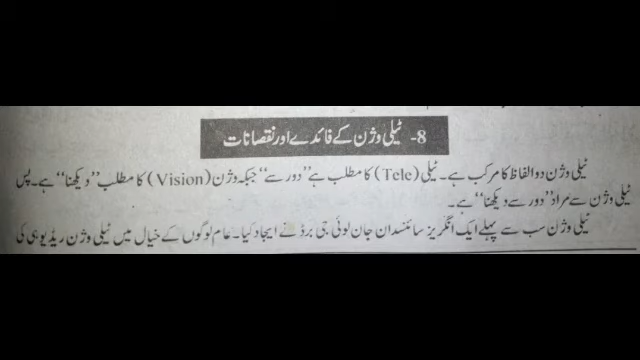 8- ٹیلی وژن کے فائدے اور نقصانات
ٹیلی وژن دو الفاظ کا مرکب ہے۔ ٹیلی (Tele) کا مطلب ہے ”دور سے“ جبکہ وژن (Vision) کا مطلب ”دیکھنا“ ہے۔ پس
ٹیلی وژن سے مراد ”دور سے دیکھنا“ ہے۔
ٹیلی وژن سب سے پہلے ایک انگریز سائنسدان جان لوئی جی برڈ نے ایجاد کیا۔ عام لوگوں کے خیال میں ٹیلی وژن ریڈیو ہی کی